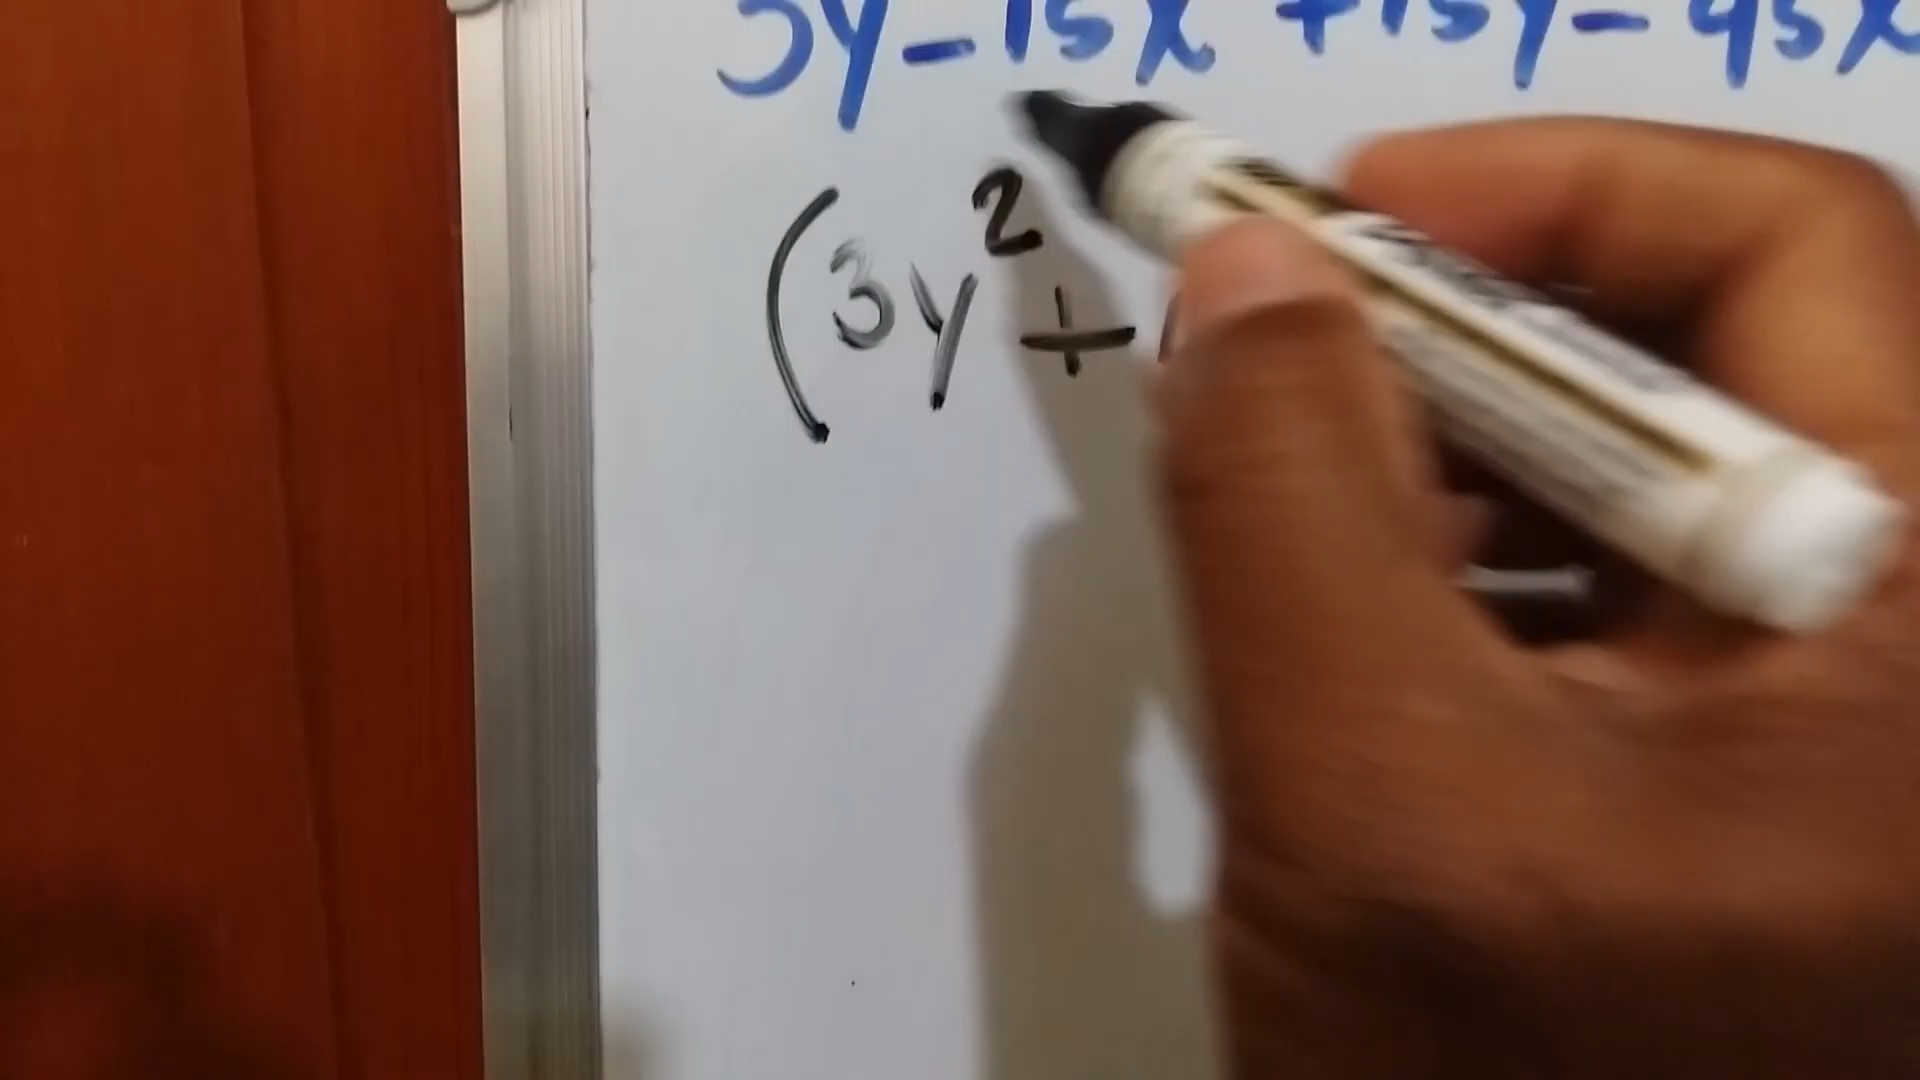 3y - 15x + 15y - 45x
(3y² +